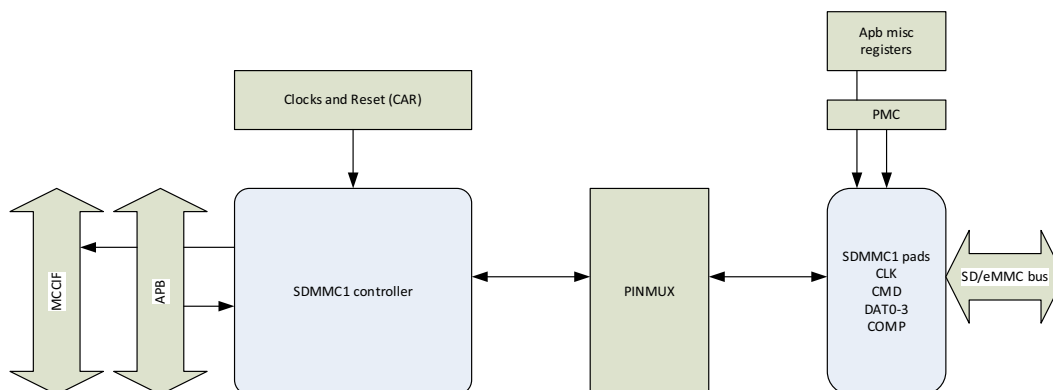 Apb misc
registers
Clocks and Reset (CAR)
PMC
MCCIF
APB
SDMMC1 controller
PINMUX
SDMMC1 pads
CLK
CMD
DAT0-3
COMP
SD/eMMC bus